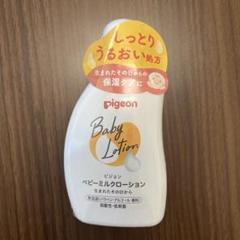 しっとり
うるおい処方
生まれたその日からの
保湿ケアに
pigeon
Baby
Lotion
ピジョン
ベビーミルクローション
生まれたその日から
弱酸性・低刺激